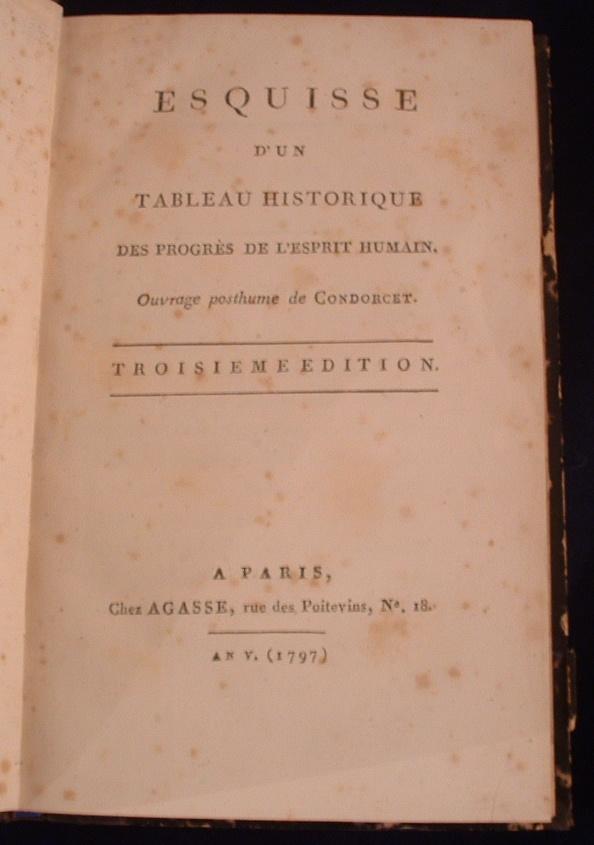 ESQUISSE
D'UN
TABLEAU HISTORIQUE
DES PROGRÈS DE L'ESPRIT HUMAIN.
Ouvrage posthume de CONDORCET.
TROISIEME EDITION.
A PARIS,
Chez AGASSE, rue des Poitevins, Nº. 18.
AN V. (1797)